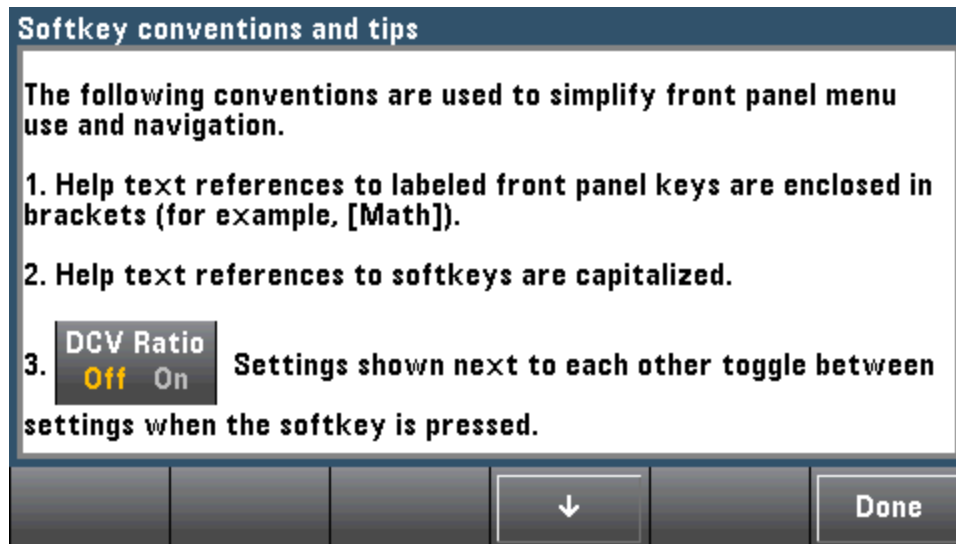 Softkey conventions and tips
The following conventions are used to simplify front panel menu
use and navigation.
1. Help text references to labeled front panel keys are enclosed in
brackets (for example, [Math]).
2. Help text references to softkeys are capitalized.
DCV Ratio
Off On
3. Settings shown next to each other toggle between
settings when the softkey is pressed.
↓
Done